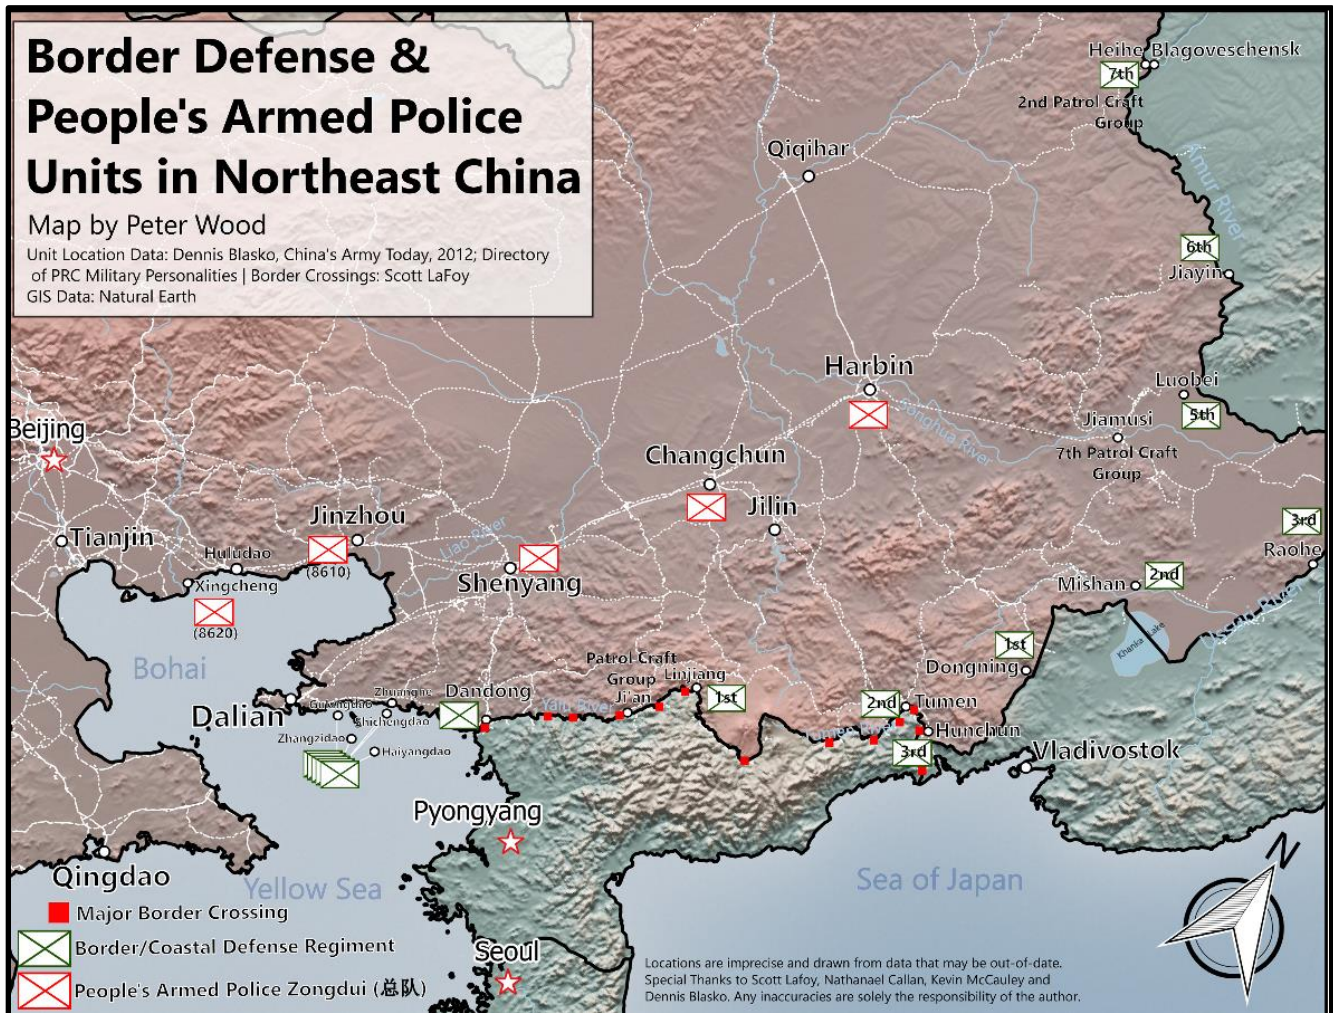 Border Defense &
People's Armed Police
Units in Northeast China
Map by Peter Wood
Unit Location Data: Dennis Blasko, China's Army Today, 2012; Directory
of PRC Military Personalities | Border Crossings: Scott LaFoy
GIS Data: Natural Earth
Heihe
Blagoveschensk
7th
2nd Patrol Craft
Group
Qiqihar
Amur River
6th
Jiayin
Harbin
Songhua River
Luobei
5th
Jiamusi
7th Patrol Craft
Group
Beijing
Changchun
Jilin
Tianjin
Jinzhou
(8610)
Huludao
Xingcheng
(8620)
Liao River
Shenyang
3rd
Raohe
Mishan
2nd
Khanka Lake
River
1st
Dongning
Bohai
Patrol Craft
Group
Ji'an
Linjiang
1st
Yalu River
Dandong
Zhuanghe
Dalian
Shichengdao
Zhangzidao
Haiyangdao
2nd
Tumen
Tumen River
Hunchun
3rd
Vladivostok
Pyongyang
Qingdao
Yellow Sea
Sea of Japan
Seoul
N
Major Border Crossing
Border/Coastal Defense Regiment
People's Armed Police Zongdui (总队)
Locations are imprecise and drawn from data that may be out-of-date.
Special Thanks to Scott Lafoy, Nathanael Callan, Kevin McCauley and
Dennis Blasko. Any inaccuracies are solely the responsibility of the author.